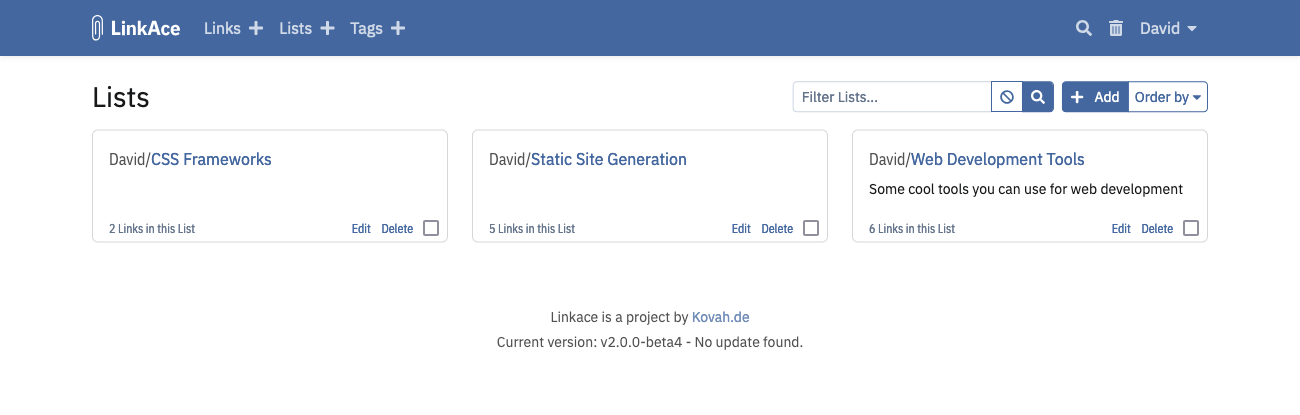 LinkAce Links Lists Tags David
Lists Filter Lists... Add Order by
David/CSS Frameworks
2 Links in this List Edit Delete
David/Static Site Generation
5 Links in this List Edit Delete
David/Web Development Tools
Some cool tools you can use for web development
6 Links in this List Edit Delete
Linkace is a project by Kovah.de
Current version: v2.0.0-beta4 - No update found.